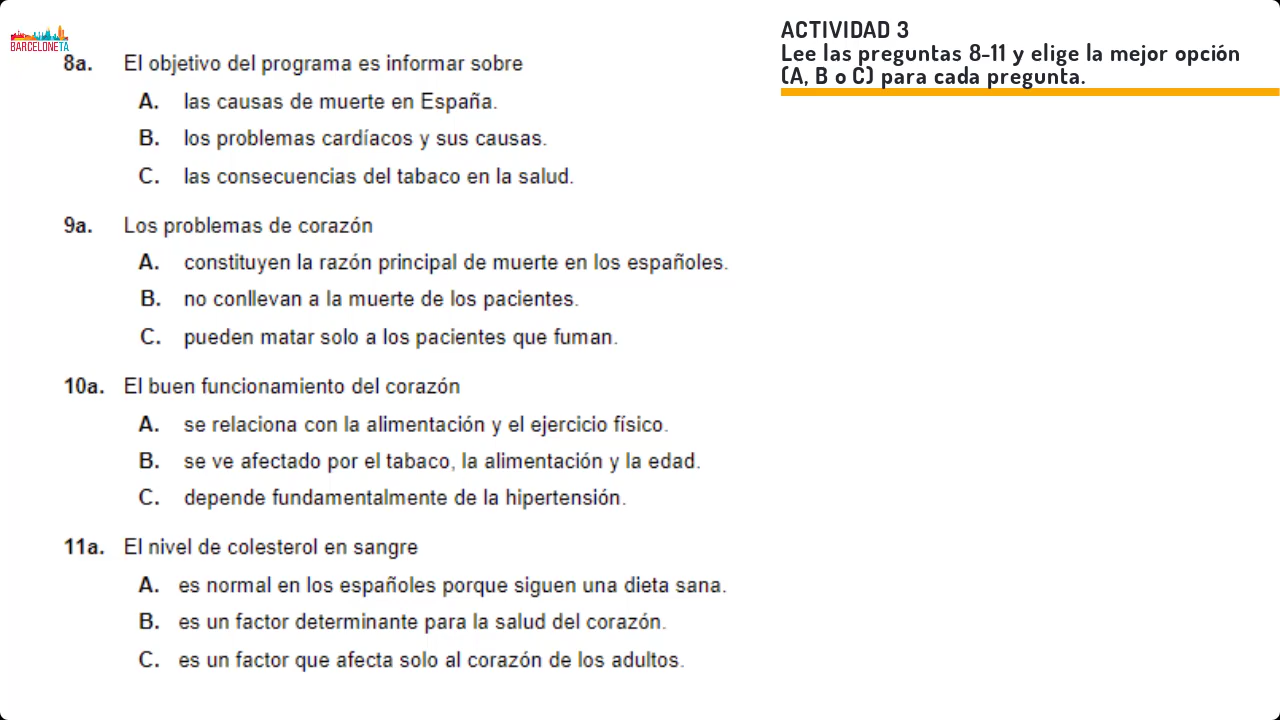 BARCELONETA
ACTIVIDAD 3
Lee las preguntas 8-11 y elige la mejor opción
(A, B o C) para cada pregunta.
8a. El objetivo del programa es informar sobre
A. las causas de muerte en España.
B. los problemas cardíacos y sus causas.
C. las consecuencias del tabaco en la salud.
9a. Los problemas de corazón
A. constituyen la razón principal de muerte en los españoles.
B. no conllevan a la muerte de los pacientes.
C. pueden matar solo a los pacientes que fuman.
10a. El buen funcionamiento del corazón
A. se relaciona con la alimentación y el ejercicio físico.
B. se ve afectado por el tabaco, la alimentación y la edad.
C. depende fundamentalmente de la hipertensión.
11a. El nivel de colesterol en sangre
A. es normal en los españoles porque siguen una dieta sana.
B. es un factor determinante para la salud del corazón.
C. es un factor que afecta solo al corazón de los adultos.